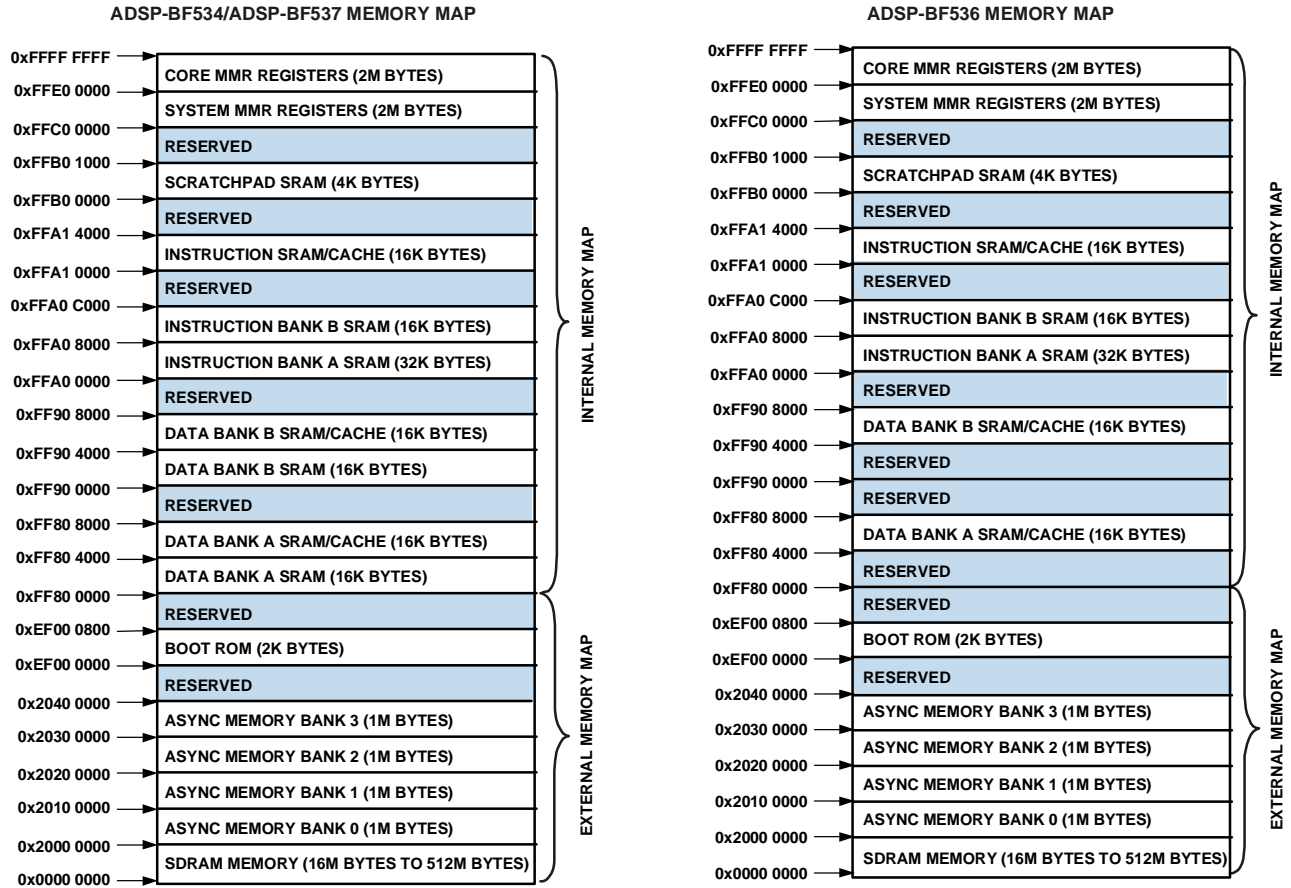 ADSP-BF534/ADSP-BF537 MEMORY MAP
0xFFFF FFFF
CORE MMR REGISTERS (2M BYTES)
0xFFE0 0000
SYSTEM MMR REGISTERS (2M BYTES)
0xFFC0 0000
RESERVED
0xFFB0 1000
SCRATCHPAD SRAM (4K BYTES)
0xFFB0 0000
RESERVED
0xFFA1 4000
INSTRUCTION SRAM/CACHE (16K BYTES)
0xFFA1 0000
RESERVED
0xFFA0 C000
INSTRUCTION BANK B SRAM (16K BYTES)
0xFFA0 8000
INSTRUCTION BANK A SRAM (32K BYTES)
0xFFA0 0000
RESERVED
0xFF90 8000
DATA BANK B SRAM/CACHE (16K BYTES)
0xFF90 4000
DATA BANK B SRAM (16K BYTES)
0xFF90 0000
RESERVED
0xFF80 8000
DATA BANK A SRAM/CACHE (16K BYTES)
0xFF80 4000
DATA BANK A SRAM (16K BYTES)
0xFF80 0000
RESERVED
0xEF00 0800
BOOT ROM (2K BYTES)
0xEF00 0000
RESERVED
0x2040 0000
ASYNC MEMORY BANK 3 (1M BYTES)
0x2030 0000
ASYNC MEMORY BANK 2 (1M BYTES)
0x2020 0000
ASYNC MEMORY BANK 1 (1M BYTES)
0x2010 0000
ASYNC MEMORY BANK 0 (1M BYTES)
0x2000 0000
SDRAM MEMORY (16M BYTES TO 512M BYTES)
0x0000 0000
INTERNAL MEMORY MAP
EXTERNAL MEMORY MAP
ADSP-BF536 MEMORY MAP
0xFFFF FFFF
CORE MMR REGISTERS (2M BYTES)
0xFFE0 0000
SYSTEM MMR REGISTERS (2M BYTES)
0xFFC0 0000
RESERVED
0xFFB0 1000
SCRATCHPAD SRAM (4K BYTES)
0xFFB0 0000
RESERVED
0xFFA1 4000
INSTRUCTION SRAM/CACHE (16K BYTES)
0xFFA1 0000
RESERVED
0xFFA0 C000
INSTRUCTION BANK B SRAM (16K BYTES)
0xFFA0 8000
INSTRUCTION BANK A SRAM (32K BYTES)
0xFFA0 0000
RESERVED
0xFF90 8000
DATA BANK B SRAM/CACHE (16K BYTES)
0xFF90 4000
RESERVED
0xFF90 0000
RESERVED
0xFF80 8000
DATA BANK A SRAM/CACHE (16K BYTES)
0xFF80 4000
RESERVED
0xFF80 0000
RESERVED
0xEF00 0800
BOOT ROM (2K BYTES)
0xEF00 0000
RESERVED
0x2040 0000
ASYNC MEMORY BANK 3 (1M BYTES)
0x2030 0000
ASYNC MEMORY BANK 2 (1M BYTES)
0x2020 0000
ASYNC MEMORY BANK 1 (1M BYTES)
0x2010 0000
ASYNC MEMORY BANK 0 (1M BYTES)
0x2000 0000
SDRAM MEMORY (16M BYTES TO 512M BYTES)
0x0000 0000
INTERNAL MEMORY MAP
EXTERNAL MEMORY MAP